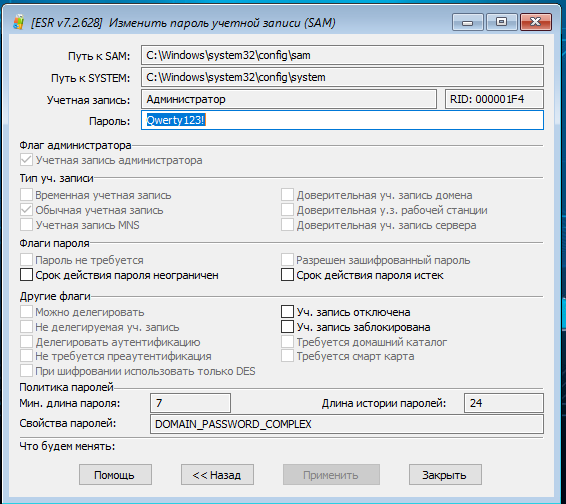 [ESR v7.2.628] Изменить пароль учетной записи (SAM)
Путь к SAM: C:\Windows\system32\config\sam
Путь к SYSTEM: C:\Windows\system32\config\system
Учетная запись: Администратор RID: 000001F4
Пароль: Qwerty123!
Флаг администратора
Учетная запись администратора
Тип уч. записи
Временная учетная запись Доверительная уч. запись домена
Обычная учетная запись Доверительная у.з. рабочей станции
Учетная запись MNS Доверительная уч. запись сервера
Флаги пароля
Пароль не требуется Разрешен зашифрованный пароль
Срок действия пароля неограничен Срок действия пароля истек
Другие флаги
Можно делегировать Уч. запись отключена
Не делегируемая уч. запись Уч. запись заблокирована
Делегировать аутентификацию Требуется домашний каталог
Не требуется преаутентификация Требуется смарт карта
При шифровании использовать только DES
Политика паролей
Мин. длина пароля: 7 Длина истории паролей: 24
Свойства паролей: DOMAIN_PASSWORD_COMPLEX
Что будем менять:
Помощь << Назад Применить Закрыть